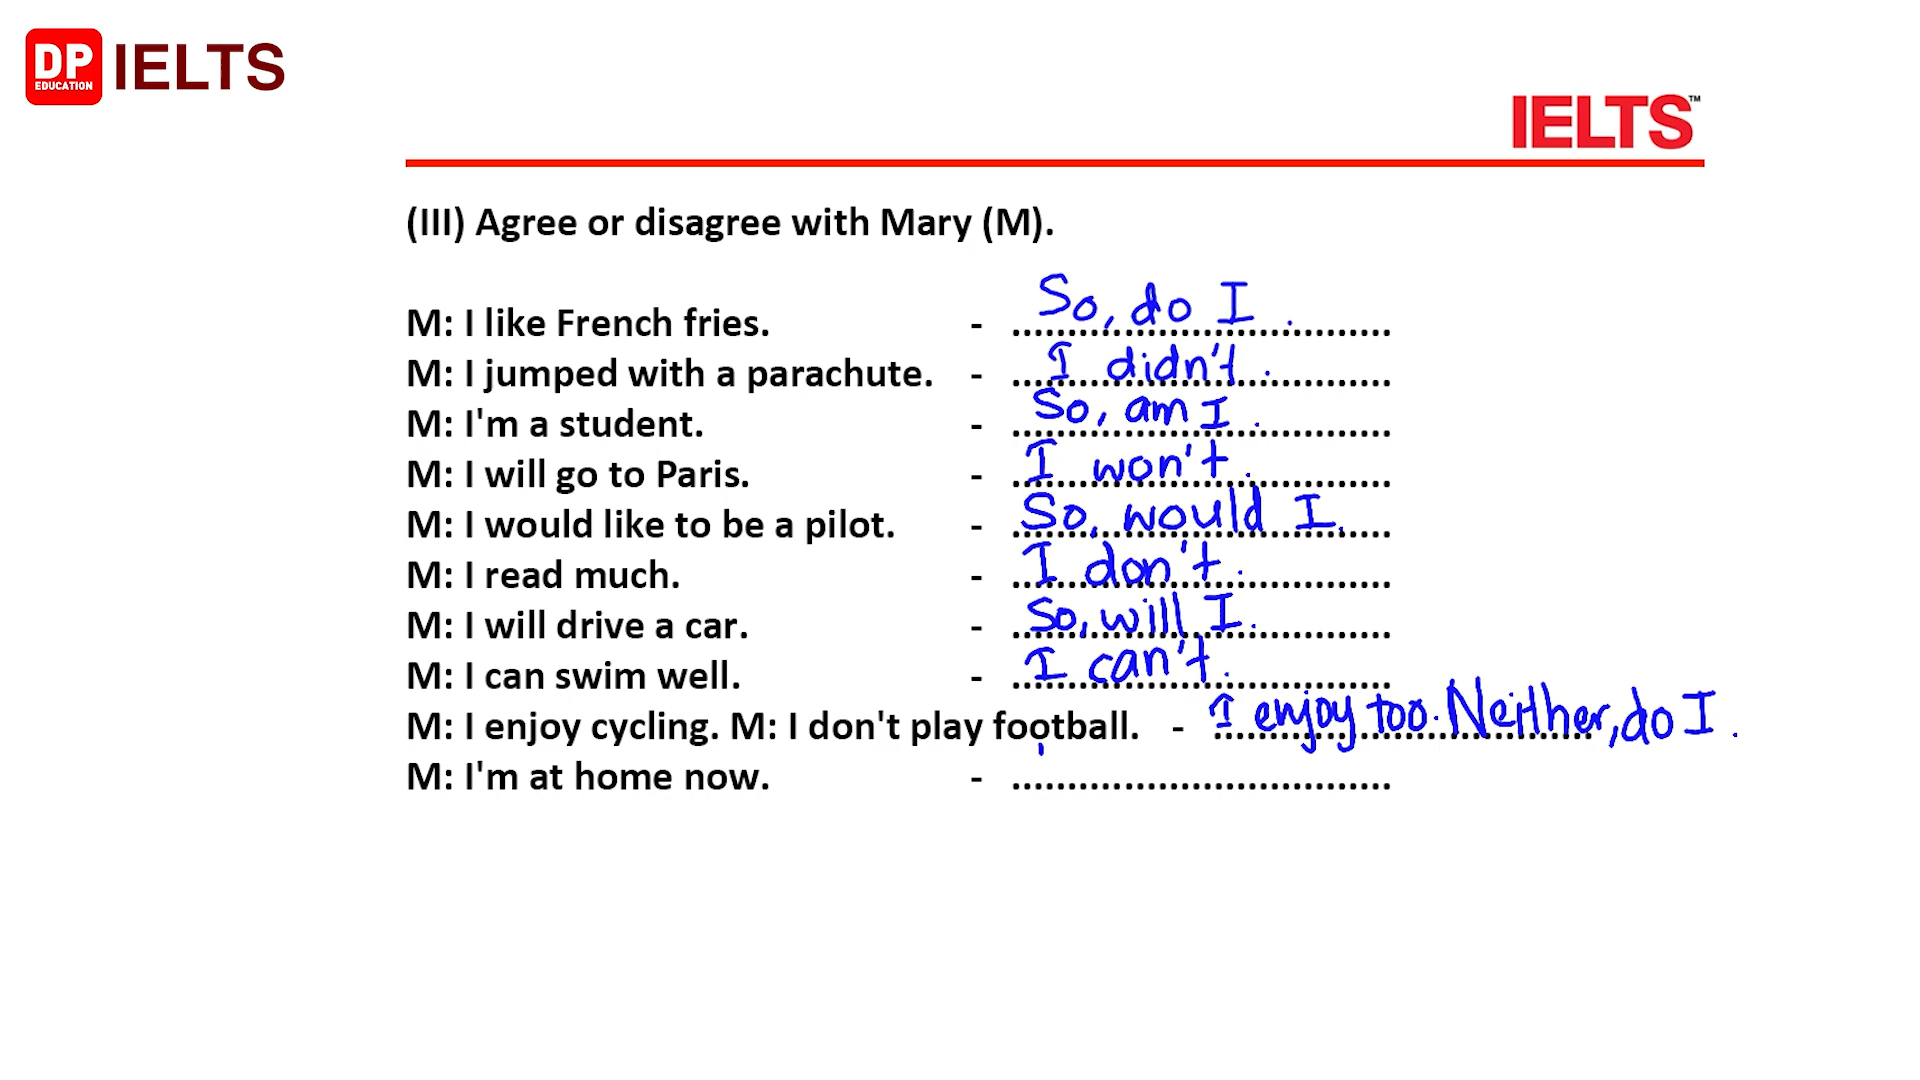 DP EDUCATION IELTS
IELTS™
(III) Agree or disagree with Mary (M).
M: I like French fries. - So, do I.
M: I jumped with a parachute. - I didn't.
M: I'm a student. - So, am I.
M: I will go to Paris. - I won't.
M: I would like to be a pilot. - So, would I.
M: I read much. - I don't.
M: I will drive a car. - So, will I.
M: I can swim well. - I can't.
M: I enjoy cycling. M: I don't play football. - I enjoy too. Neither, do I.
M: I'm at home now. - ..................................